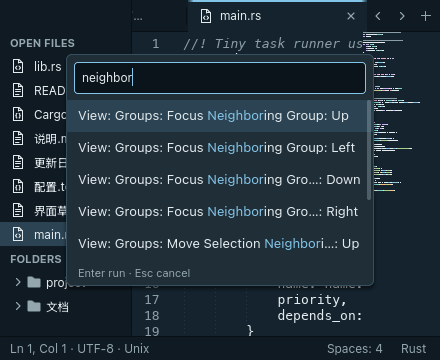 ... main.rs
OPEN FILES
1 //! Tiny task runner us
lib.rs
READ
Cargo
说明.
更新日
配置.t
界面草
main.r
FOLDERS
proj
文档
neighbor
View: Groups: Focus Neighboring Group: Up
View: Groups: Focus Neighboring Group: Left
View: Groups: Focus Neighboring Gro...: Down
View: Groups: Focus Neighboring Gro...: Right
View: Groups: Move Selection Neighbori...: Up
Enter run · Esc cancel
17 priority,
18 depends_on:
19 }
Ln 1, Col 1 · UTF-8 · Unix Spaces: 4 Rust